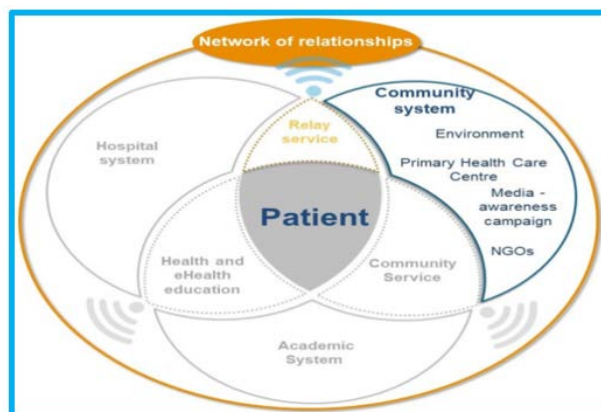 Network of relationships
Community
system
Relay
service
Environment
Hospital
system
Primary Health Care
Centre
Media -
awareness
campaign
Patient
NGOs
Health and
eHealth
education
Community
Service
Academic
System